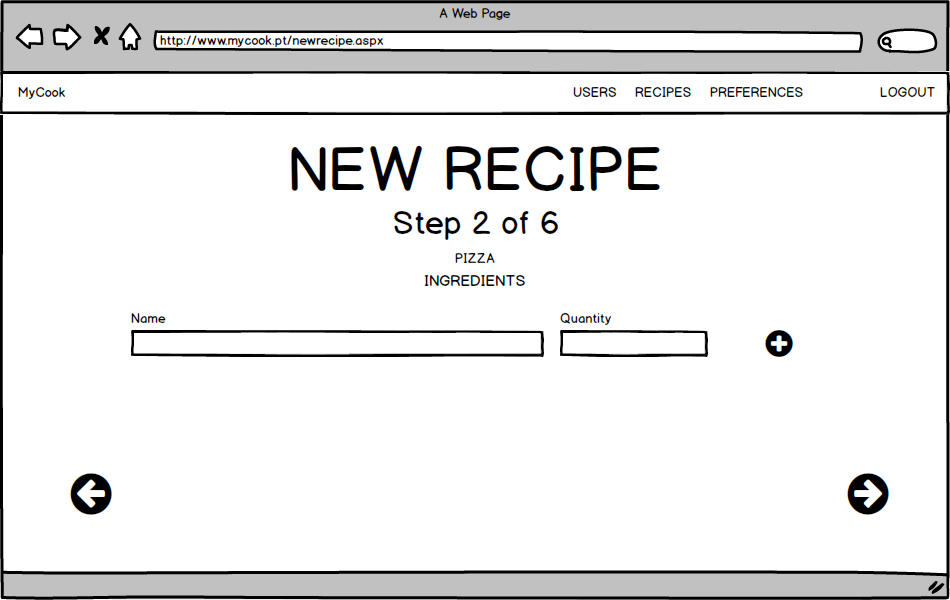 A Web Page
http://www.mycook.pt/newrecipe.aspx
MyCook USERS RECIPES PREFERENCES LOGOUT
NEW RECIPE
Step 2 of 6
PIZZA
INGREDIENTS
Name Quantity